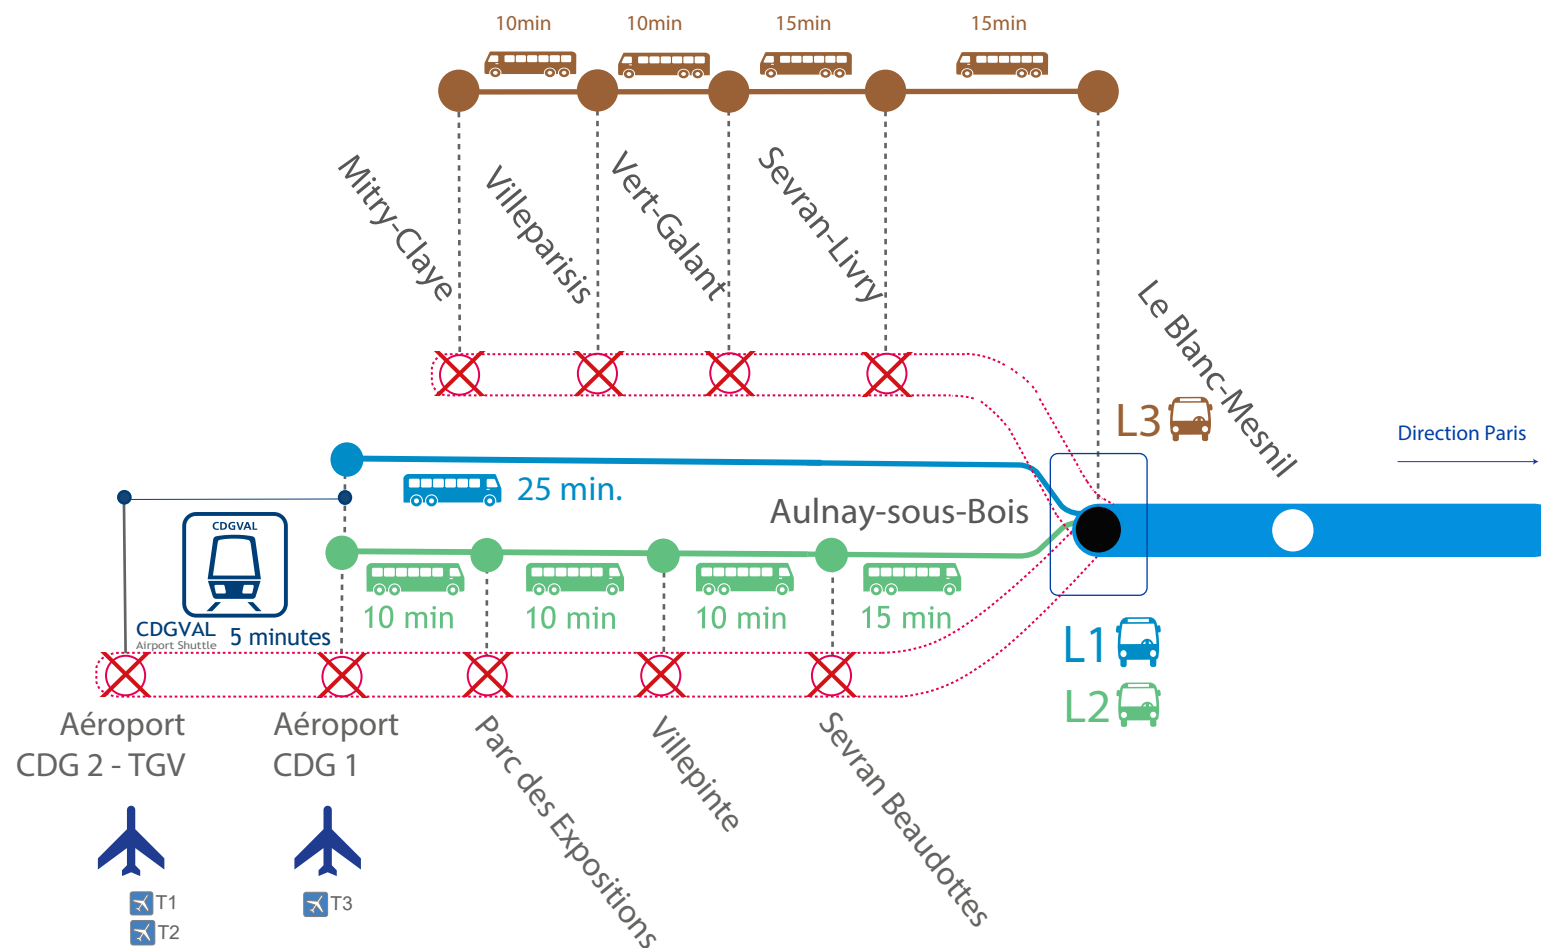 10min
10min
15min
15min
Mitry-Claye
Villeparisis
Vert-Galant
Sevran-Livry
Le Blanc-Mesnil
L3
Direction Paris
25 min.
Aulnay-sous-Bois
CDGVAL
10 min
10 min
10 min
15 min
CDGVAL
Airport Shuttle
5 minutes
L1
L2
Aéroport
CDG 2 - TGV
Aéroport
CDG 1
Parc des Expositions
Villepinte
Sevran Beaudottes
T1
T2
T3